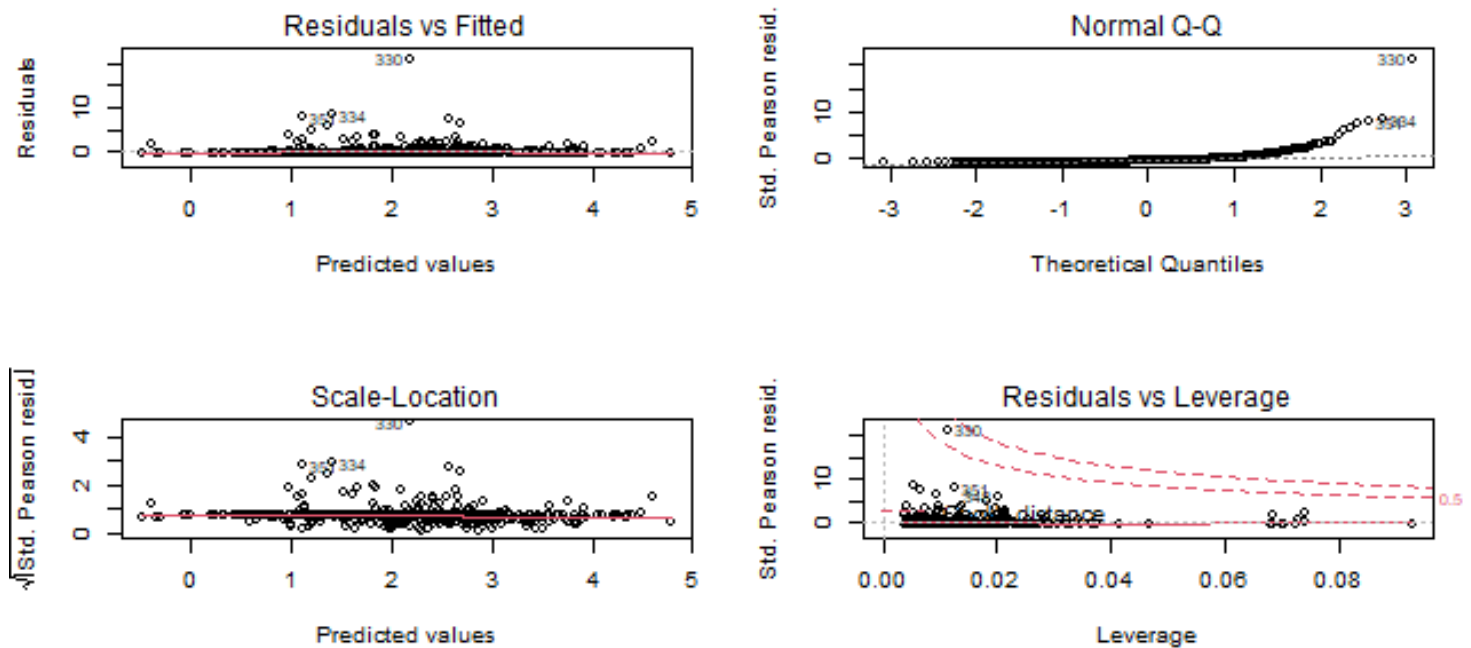 Residuals vs Fitted
Residuals
0 10
330
334
0 1 2 3 4 5
Predicted values
Normal Q-Q
Std. Pearson resid.
0 10
330
-3 -2 -1 0 1 2 3
Theoretical Quantiles
Scale-Location
√|Std. Pearson resid.|
0 2 4
330
334
0 1 2 3 4 5
Predicted values
Residuals vs Leverage
Std. Pearson resid.
0 10
330
351
distance
0.5
0.00 0.02 0.04 0.06 0.08
Leverage